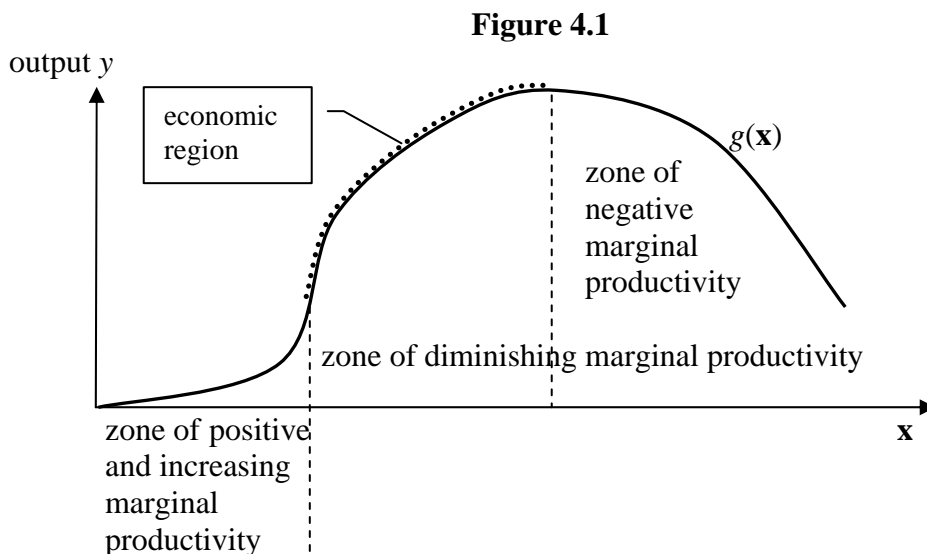 Figure 4.1
output y
economic
region
g(x)
zone of
negative
marginal
productivity
zone of diminishing marginal productivity
x
zone of positive
and increasing
marginal
productivity